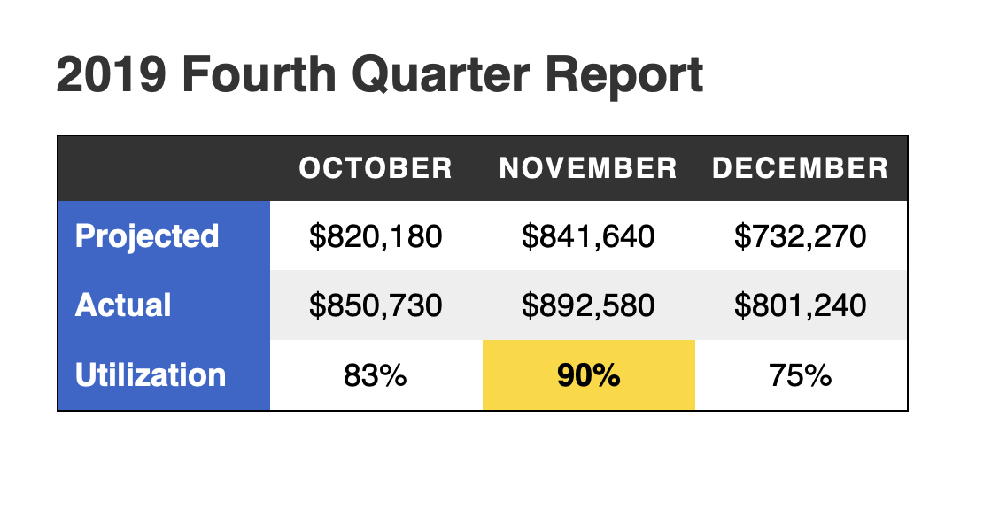 2019 Fourth Quarter Report
OCTOBER NOVEMBER DECEMBER
Projected $820,180 $841,640 $732,270
Actual $850,730 $892,580 $801,240
Utilization 83% 90% 75%